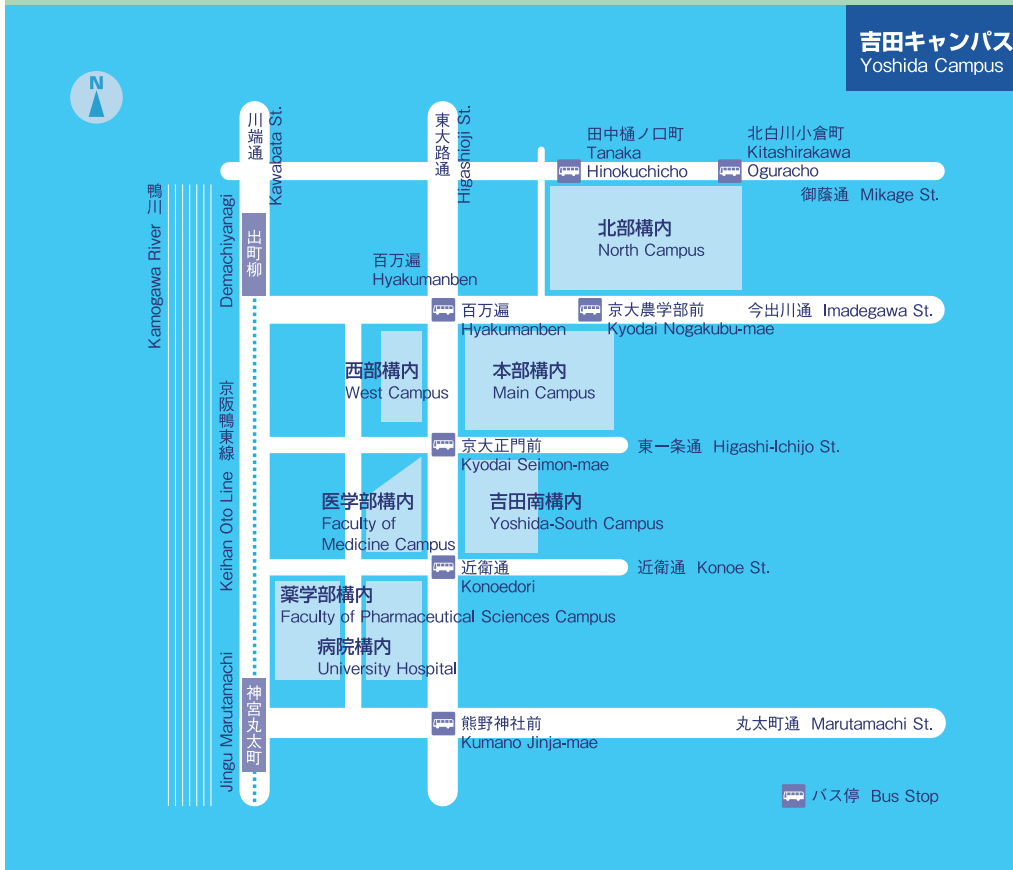 吉田キャンパス
Yoshida Campus
N
川端通
Kawabata St.
東大路通
Higashioji St.
田中樋ノ口町
Tanaka
Hinokuchicho
北白川小倉町
Kitashirakawa
Oguracho
御蔭通 Mikage St.
鴨川
Kamogawa River
Demachiyanagi
出町柳
北部構内
North Campus
百万遍
Hyakumanben
百万遍
Hyakumanben
京大農学部前
Kyodai Nogakubu-mae
今出川通 Imadegawa St.
西部構内
West Campus
本部構内
Main Campus
京阪鴨東線
Keihan Oto Line
京大正門前
Kyodai Seimon-mae
東一条通 Higashi-Ichijo St.
医学部構内
Faculty of
Medicine Campus
吉田南構内
Yoshida-South Campus
近衛通
Konoedori
近衛通 Konoe St.
薬学部構内
Faculty of Pharmaceutical Sciences Campus
病院構内
University Hospital
Jingu Marutamachi
神宮丸太町
熊野神社前
Kumano Jinja-mae
丸太町通 Marutamachi St.
バス停 Bus Stop